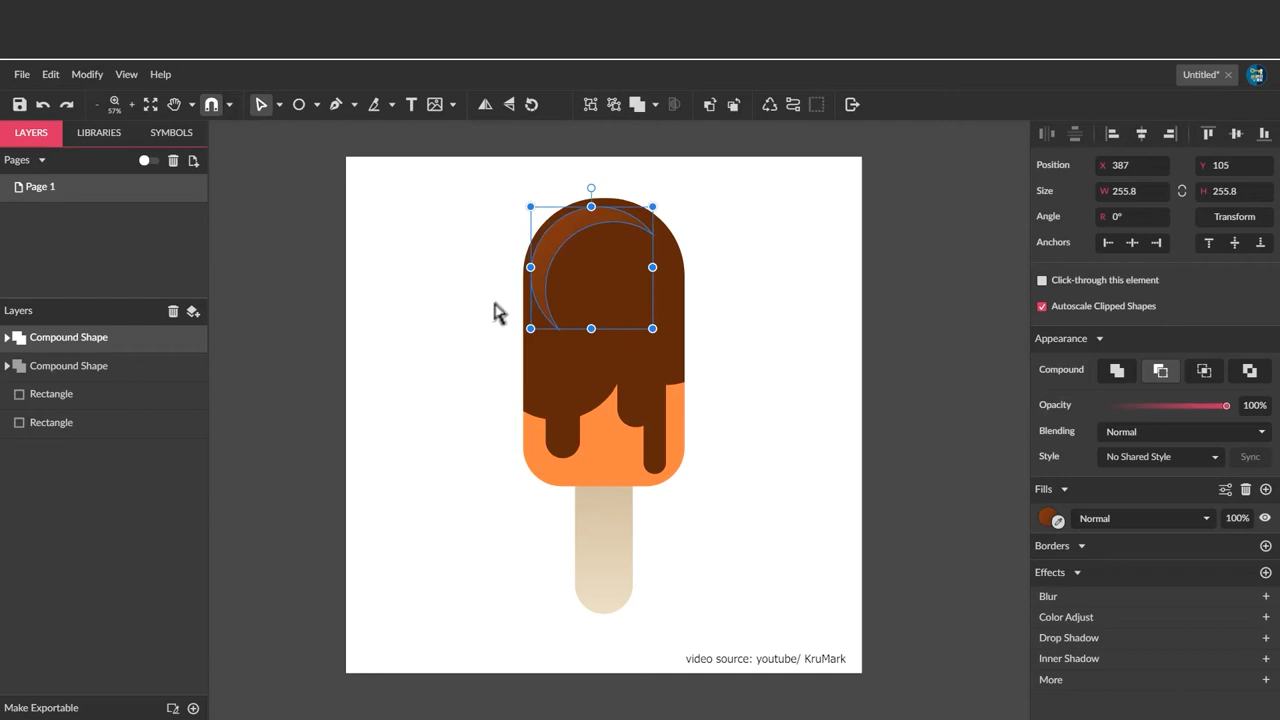 File Edit Modify View Help
Untitled*
57%
LAYERS LIBRARIES SYMBOLS
Pages
Page 1
Layers
Compound Shape
Compound Shape
Rectangle
Rectangle
Make Exportable
video source: youtube/ KruMark
Position X 387 Y 105
Size W 255.8 H 255.8
Angle R 0° Transform
Anchors
Click-through this element
Autoscale Clipped Shapes
Appearance
Compound
Opacity 100%
Blending Normal
Style No Shared Style Sync
Fills
Normal 100%
Borders
Effects
Blur
Color Adjust
Drop Shadow
Inner Shadow
More